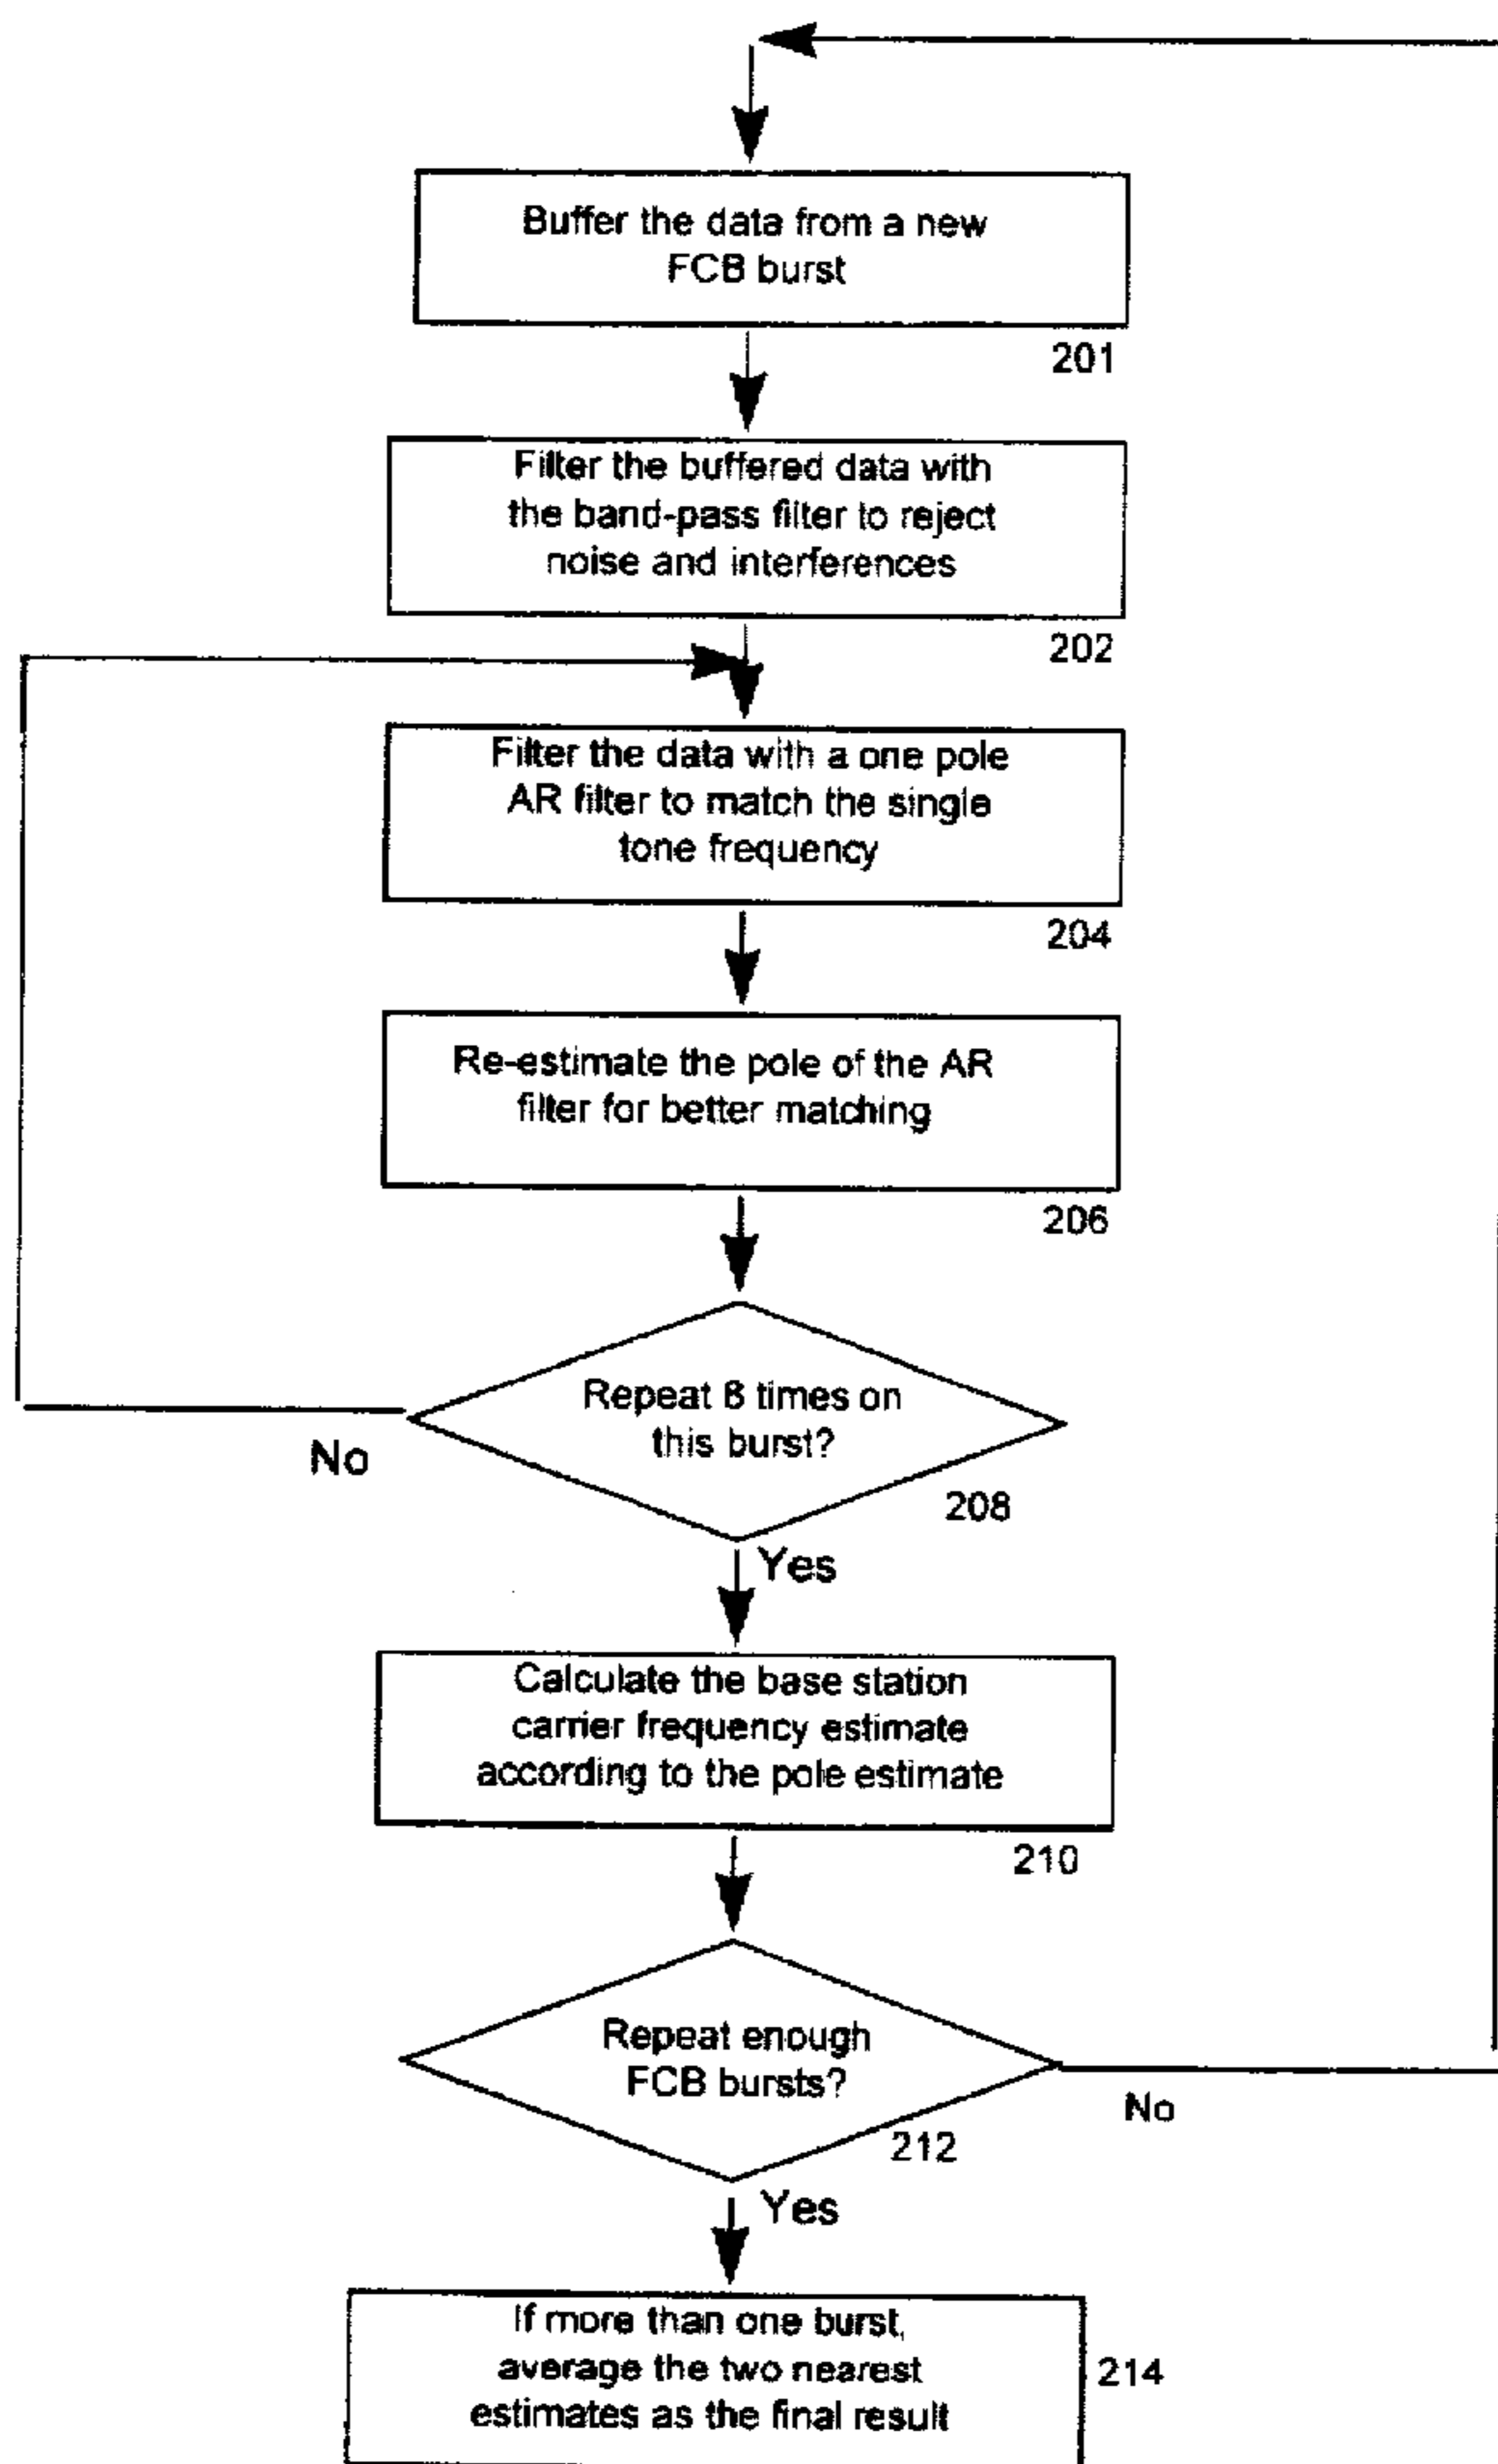 Buffer the data from a new
FCB burst
201
Filter the buffered data with
the band-pass filter to reject
noise and interferences
202
Filter the data with a one pole
AR filter to match the single
tone frequency
204
Re-estimate the pole of the AR
filter for better matching
206
Repeat 8 times on
this burst?
No
208
Yes
Calculate the base station
carrier frequency estimate
according to the pole estimate
210
Repeat enough
FCB bursts?
No
212
Yes
If more than one burst,
average the two nearest
estimates as the final result
214